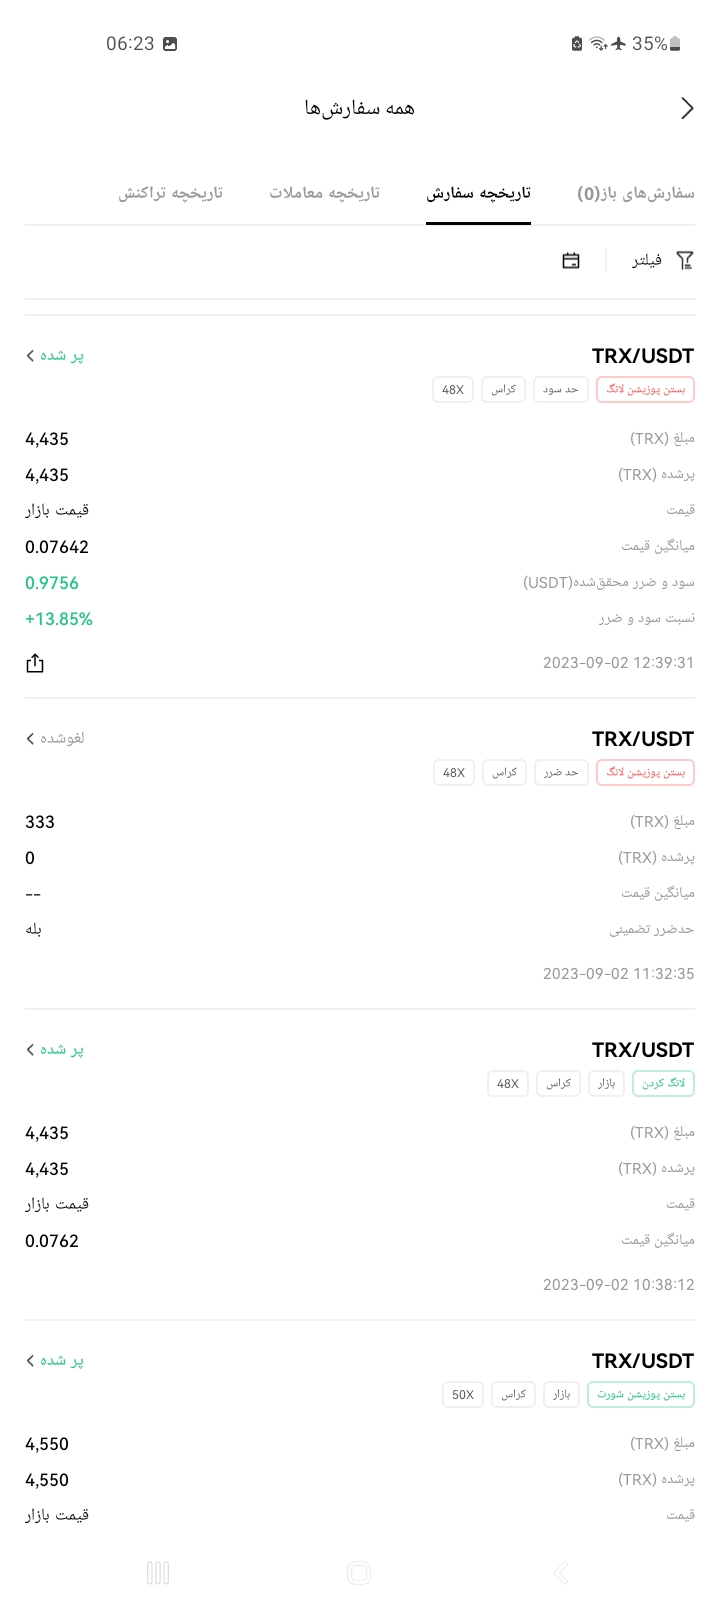 06:23
35%
همه سفارش‌ها
سفارش‌های باز(0)
تاریخچه سفارش
تاریخچه معاملات
تاریخچه تراکنش
فیلتر
TRX/USDT
پر شده
بستن پوزیشن لانگ
حد سود
کراس
48X
مبلغ (TRX) 4,435
پرشده (TRX) 4,435
قیمت قیمت بازار
میانگین قیمت 0.07642
سود و ضرر محقق‌شده(USDT) 0.9756
نسبت سود و ضرر +13.85%
2023-09-02 12:39:31
TRX/USDT
لغوشده
بستن پوزیشن لانگ
حد ضرر
کراس
48X
مبلغ (TRX) 333
پرشده (TRX) 0
میانگین قیمت --
حدضرر تضمینی بله
2023-09-02 11:32:35
TRX/USDT
پر شده
لانگ کردن
بازار
کراس
48X
مبلغ (TRX) 4,435
پرشده (TRX) 4,435
قیمت قیمت بازار
میانگین قیمت 0.0762
2023-09-02 10:38:12
TRX/USDT
پر شده
بستن پوزیشن شورت
بازار
کراس
50X
مبلغ (TRX) 4,550
پرشده (TRX) 4,550
قیمت قیمت بازار